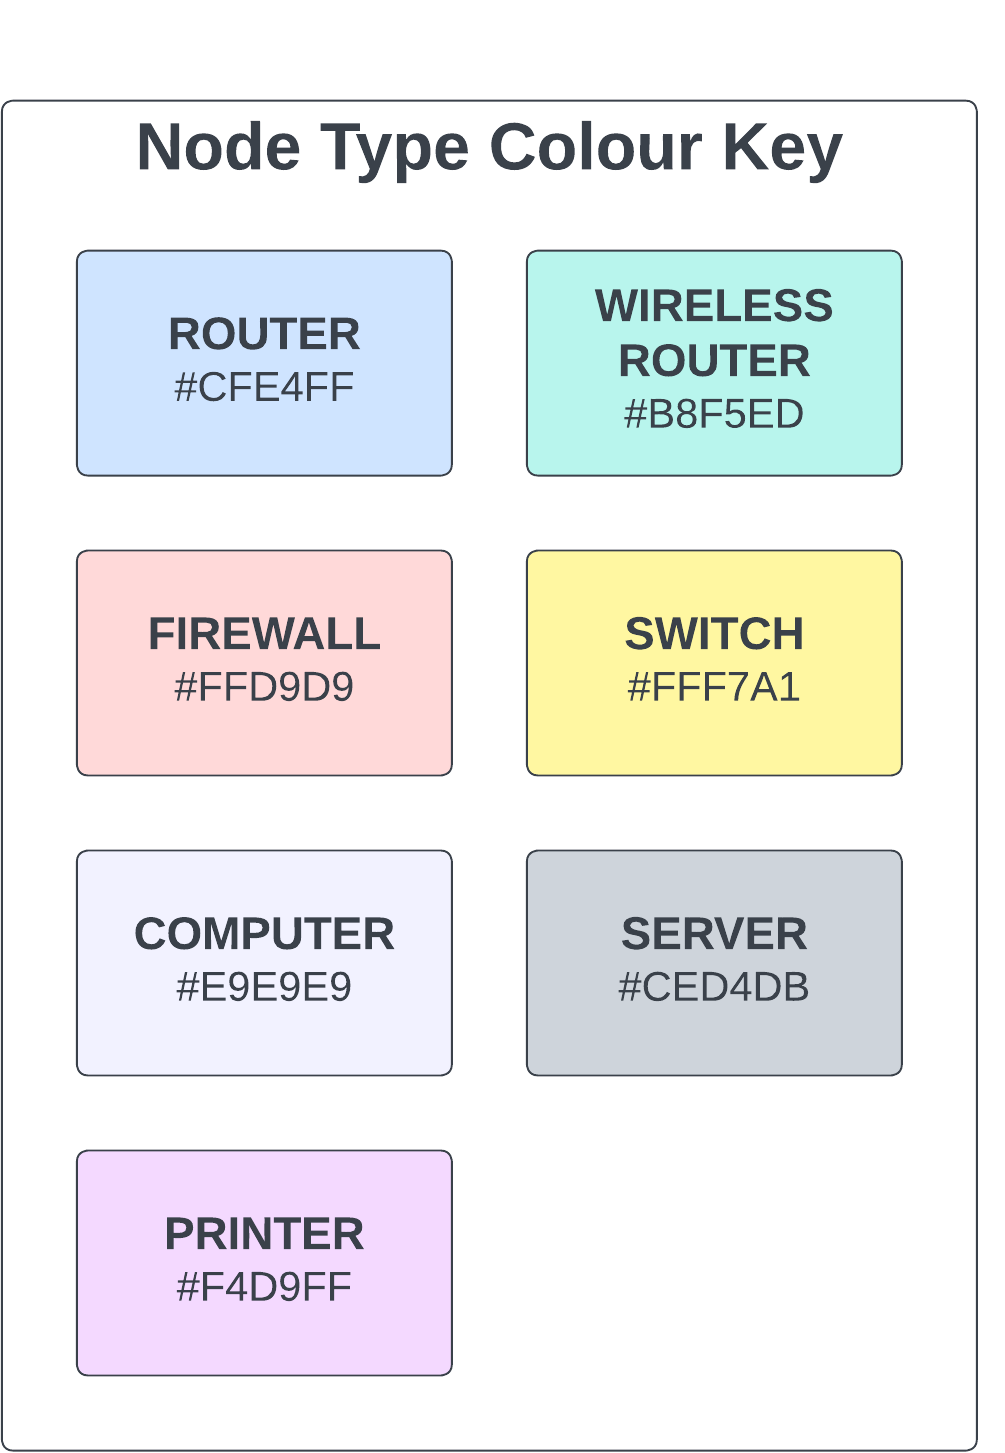 Node Type Colour Key
ROUTER
#CFE4FF
WIRELESS
ROUTER
#B8F5ED
FIREWALL
#FFD9D9
SWITCH
#FFF7A1
COMPUTER
#E9E9E9
SERVER
#CED4DB
PRINTER
#F4D9FF